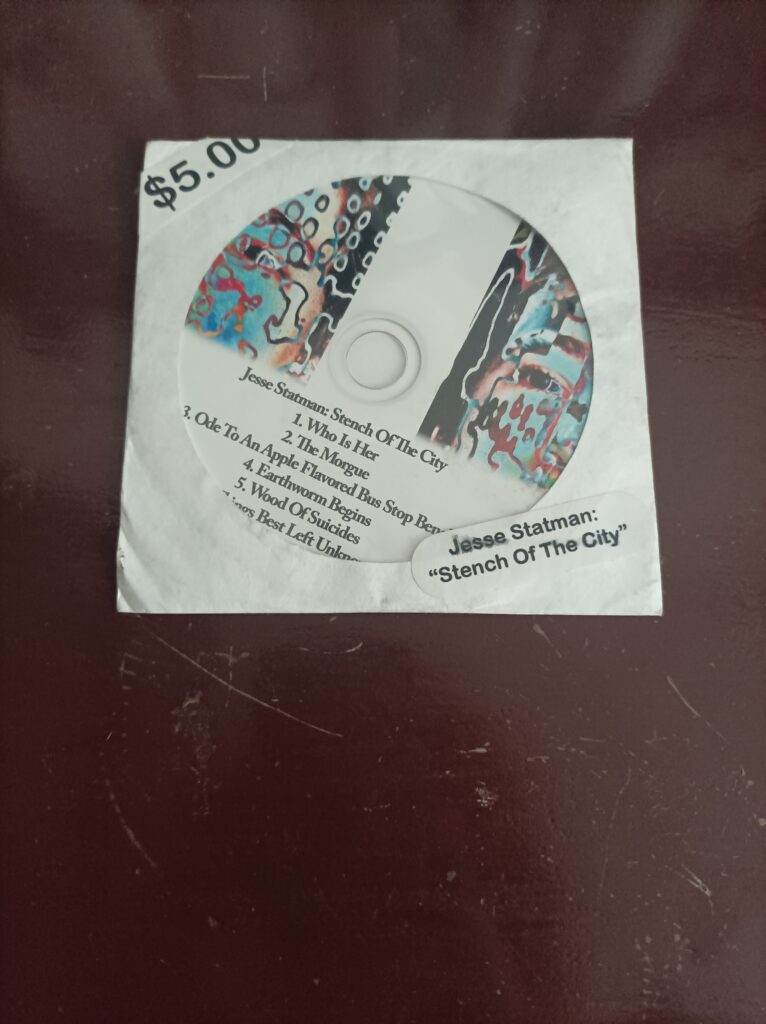 $5.00
Jesse Statman: Stench Of The City
1. Who Is Her
2. The Morgue
3. Ode To An Apple Flavored Bus Stop
4. Earthworm Begins
5. Wood Of Suicides
Best Left
Jesse Statman:
“Stench Of The City”